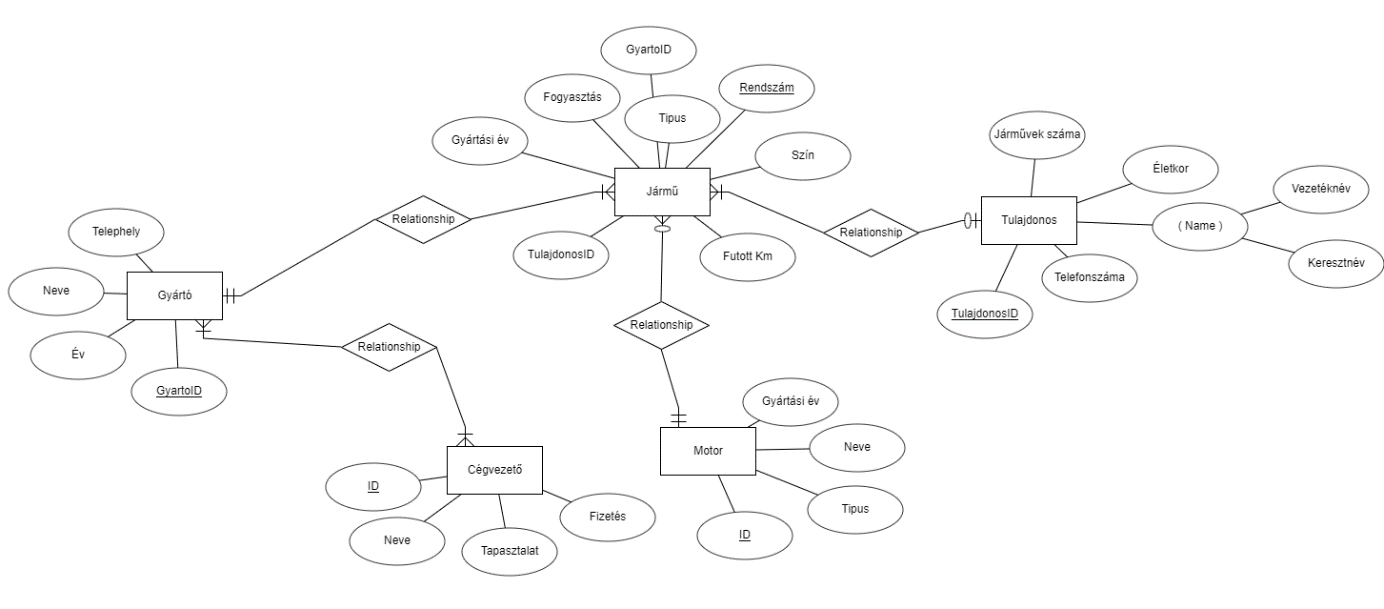 GyartoID
Rendszám
Fogyasztás
Tipus
Gyártási év
Szín
Járművek száma
Életkor
Vezetéknév
Jármű
Relationship
Tulajdonos
( Name )
Relationship
Telephely
TulajdonosID
Futott Km
Keresztnév
Telefonszáma
Neve
Gyártó
TulajdonosID
Relationship
Relationship
Év
GyartoID
Gyártási év
Neve
Motor
Cégvezető
ID
Tipus
Fizetés
Neve
Tapasztalat
ID